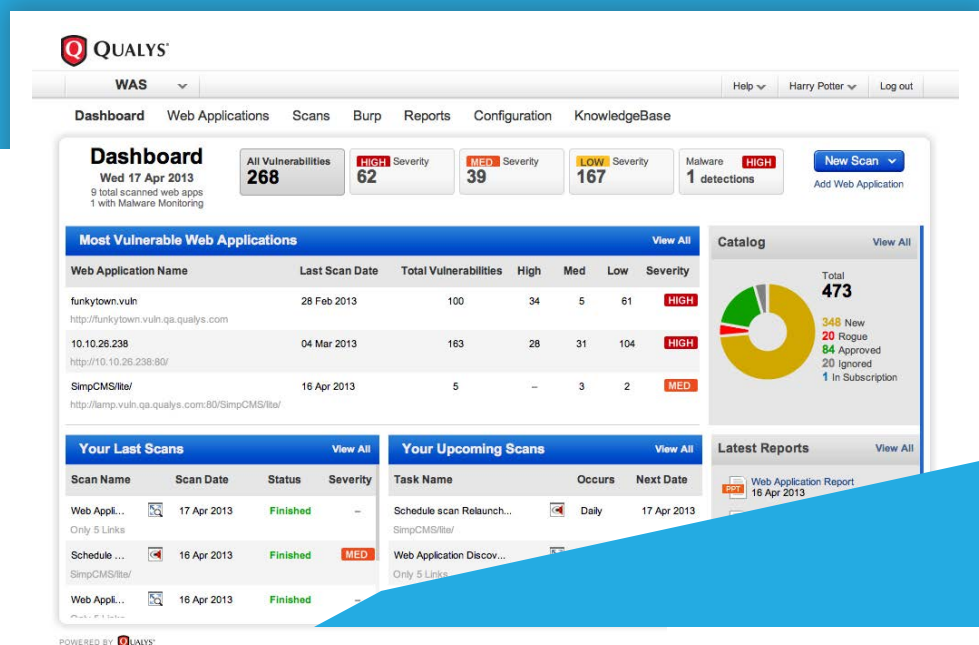 QUALYS®
WAS
Help
Harry Potter
Log out
Dashboard Web Applications Scans Burp Reports Configuration KnowledgeBase
Dashboard
Wed 17 Apr 2013
9 total scanned web apps
1 with Malware Monitoring
All Vulnerabilities
268
HIGH Severity
62
MED Severity
39
LOW Severity
167
Malware HIGH
1 detections
New Scan
Add Web Application
Most Vulnerable Web Applications View All
Web Application Name Last Scan Date Total Vulnerabilities High Med Low Severity
funkytown.vuln 28 Feb 2013 100 34 5 61 HIGH
http://funkytown.vuln.qa.qualys.com
10.10.26.238 04 Mar 2013 163 28 31 104 HIGH
http://10.10.26.238:80/
SimpCMS/lite/ 16 Apr 2013 5 – 3 2 MED
http://lamp.vuln.qa.qualys.com:80/SimpCMS/lite/
Catalog View All
Total
473
348 New
20 Rogue
84 Approved
20 Ignored
1 In Subscription
Your Last Scans View All
Scan Name Scan Date Status Severity
Web Appli... 17 Apr 2013 Finished –
Only 5 Links
Schedule ... 16 Apr 2013 Finished MED
SimpCMS/lite/
Web Appli... 16 Apr 2013 Finished –
Only 5 Links
Your Upcoming Scans View All
Task Name Occurs Next Date
Schedule scan Relaunch... Daily 17 Apr 2013
SimpCMS/lite/
Web Application Discov...
Only 5 Links
Latest Reports View All
PPT Web Application Report
16 Apr 2013
POWERED BY QUALYS®